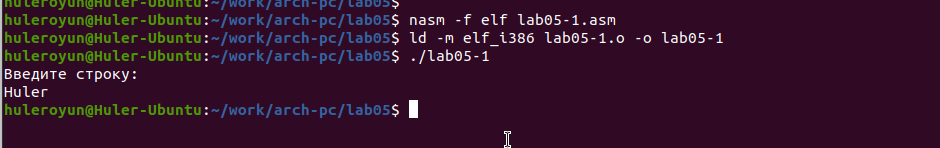 huleroyun@Huler-Ubuntu:~/work/arch-pc/lab05$
huleroyun@Huler-Ubuntu:~/work/arch-pc/lab05$ nasm -f elf lab05-1.asm
huleroyun@Huler-Ubuntu:~/work/arch-pc/lab05$ ld -m elf_i386 lab05-1.o -o lab05-1
huleroyun@Huler-Ubuntu:~/work/arch-pc/lab05$ ./lab05-1
Введите строку:
Huler
huleroyun@Huler-Ubuntu:~/work/arch-pc/lab05$